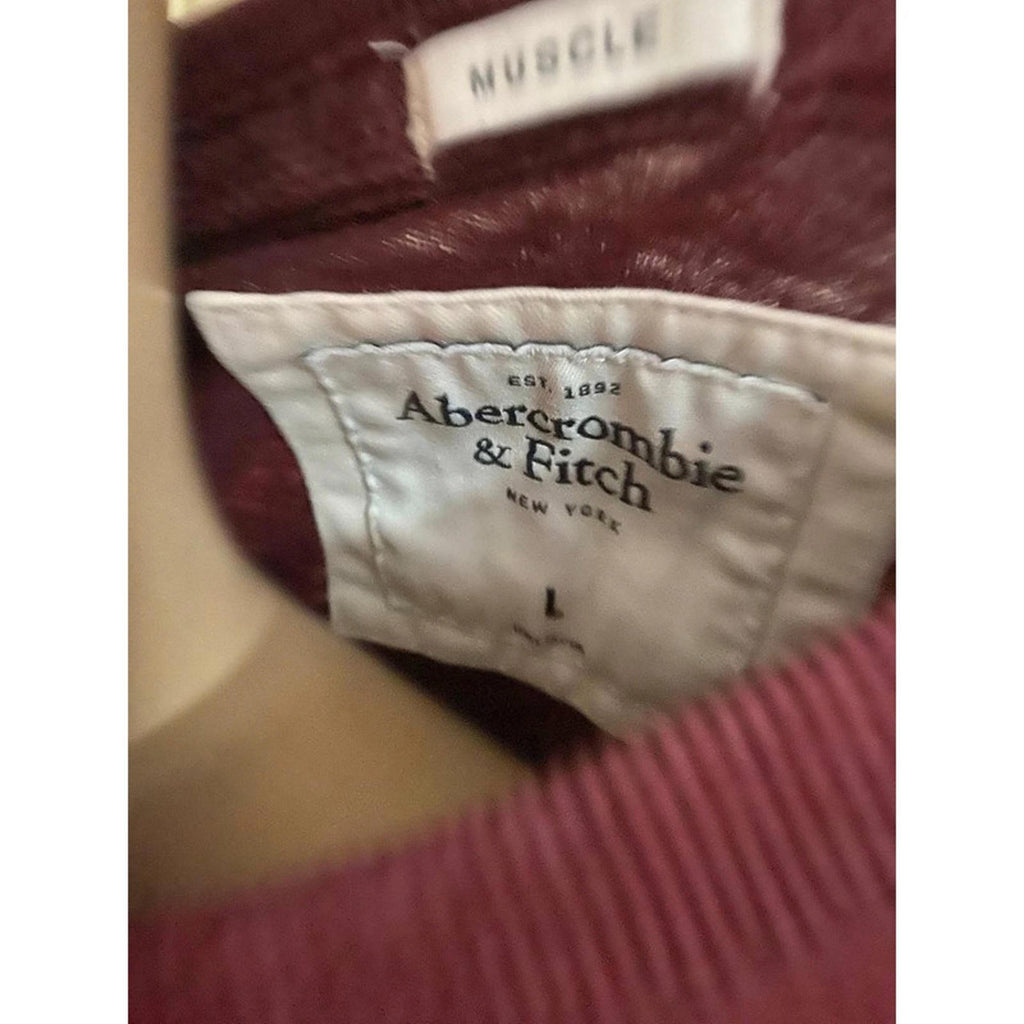 MUSCLE
EST. 1892
Abercrombie
& Fitch
NEW YORK
L